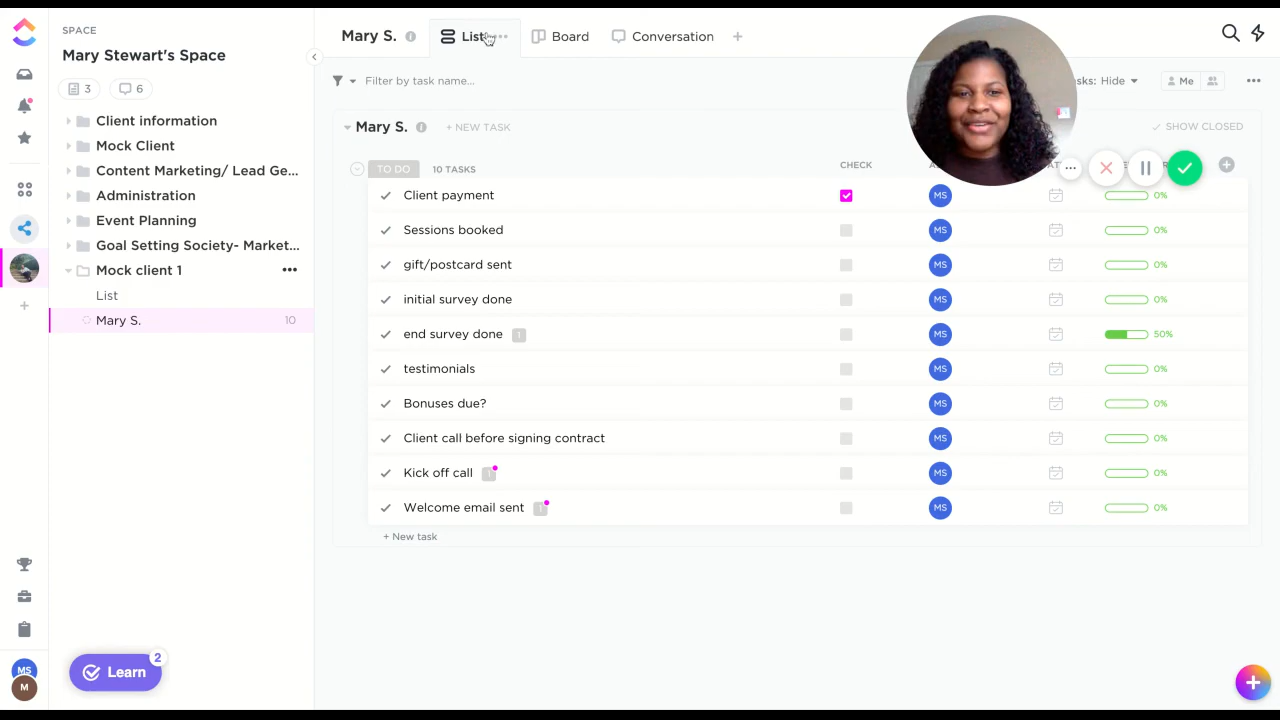 SPACE
Mary Stewart's Space
3
6
Client information
Mock Client
Content Marketing/ Lead Ge...
Administration
Event Planning
Goal Setting Society- Market...
Mock client 1
List
Mary S. 10
Learn
2
MS
M
Mary S.
List
Board
Conversation
Filter by task name...
Hide
Me
Mary S.
+ NEW TASK
SHOW CLOSED
TO DO 10 TASKS CHECK
Client payment MS 0%
Sessions booked MS 0%
gift/postcard sent MS 0%
initial survey done MS 0%
end survey done 1 MS 50%
testimonials MS 0%
Bonuses due? MS 0%
Client call before signing contract MS 0%
Kick off call 1 MS 0%
Welcome email sent 1 MS 0%
+ New task